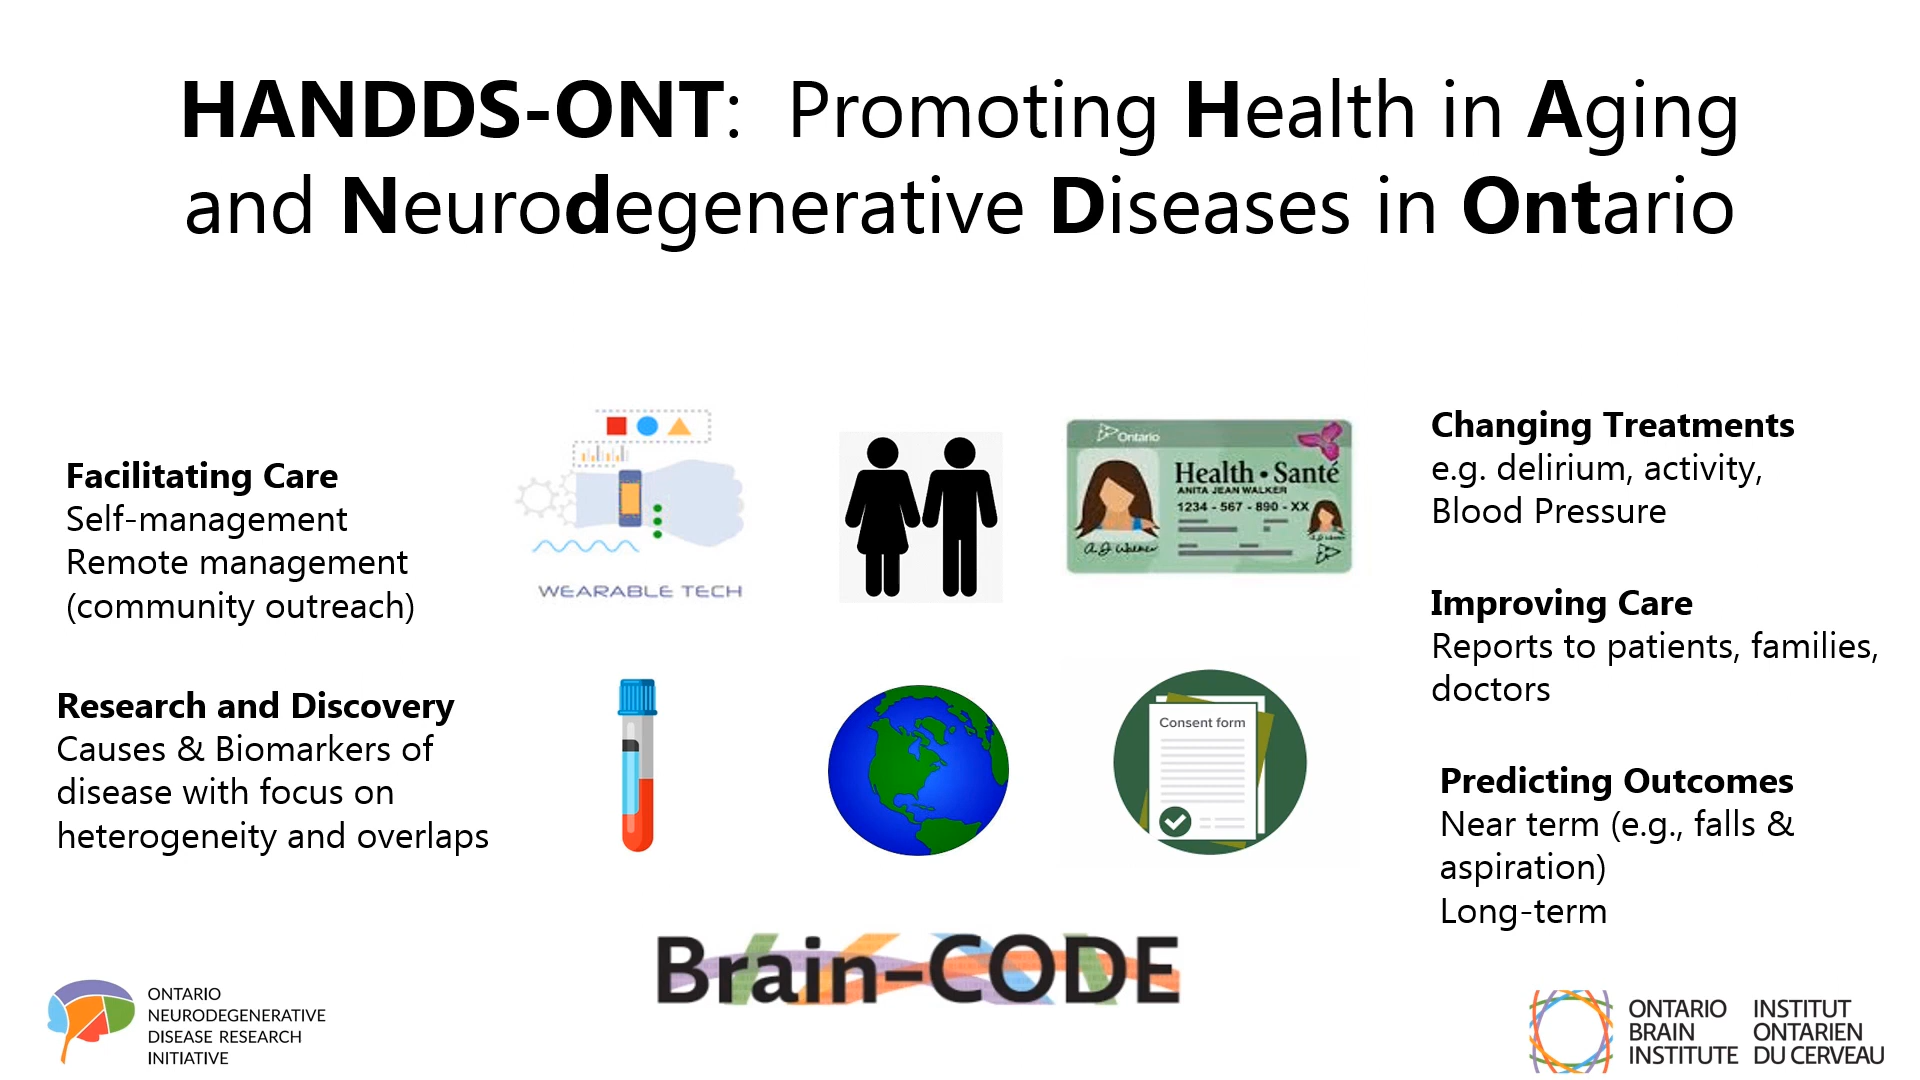 HANDDS-ONT: Promoting Health in Aging
and Neurodegenerative Diseases in Ontario
Facilitating Care
Self-management
Remote management
(community outreach)
Research and Discovery
Causes & Biomarkers of
disease with focus on
heterogeneity and overlaps
WEARABLE TECH
Ontario
Health • Santé
ANITA JEAN WALKER
1234 - 567 - 890 - XX
A.J Walker
Consent form
Changing Treatments
e.g. delirium, activity,
Blood Pressure
Improving Care
Reports to patients, families,
doctors
Predicting Outcomes
Near term (e.g., falls &
aspiration)
Long-term
Brain-CODE
ONTARIO
NEURODEGENERATIVE
DISEASE RESEARCH
INITIATIVE
ONTARIO
BRAIN
INSTITUTE
INSTITUT
ONTARIEN
DU CERVEAU